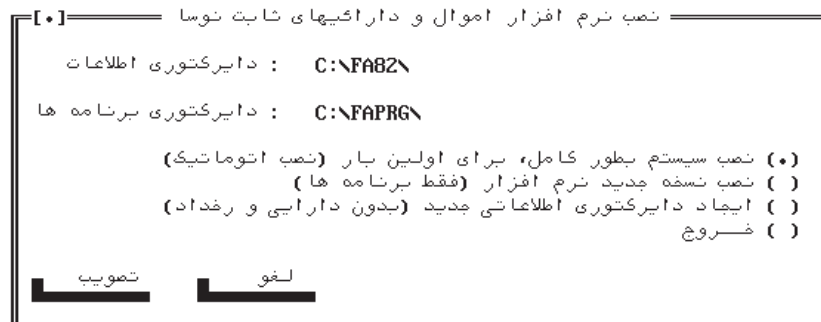 [•] نصب نرم افزار اموال و دارائیهای ثابت نوسا
دایرکتوری اطلاعات : C:\FA82\
دایرکتوری برنامه ها : C:\FAPRG\
(•) نصب سیستم بطور کامل، برای اولین بار (نصب اتوماتیک)
( ) نصب نسخه جدید نرم افزار (فقط برنامه ها)
( ) ایجاد دایرکتوری اطلاعاتی جدید (بدون دارایی و رخداد)
( ) خـــروج
لغو تصویب